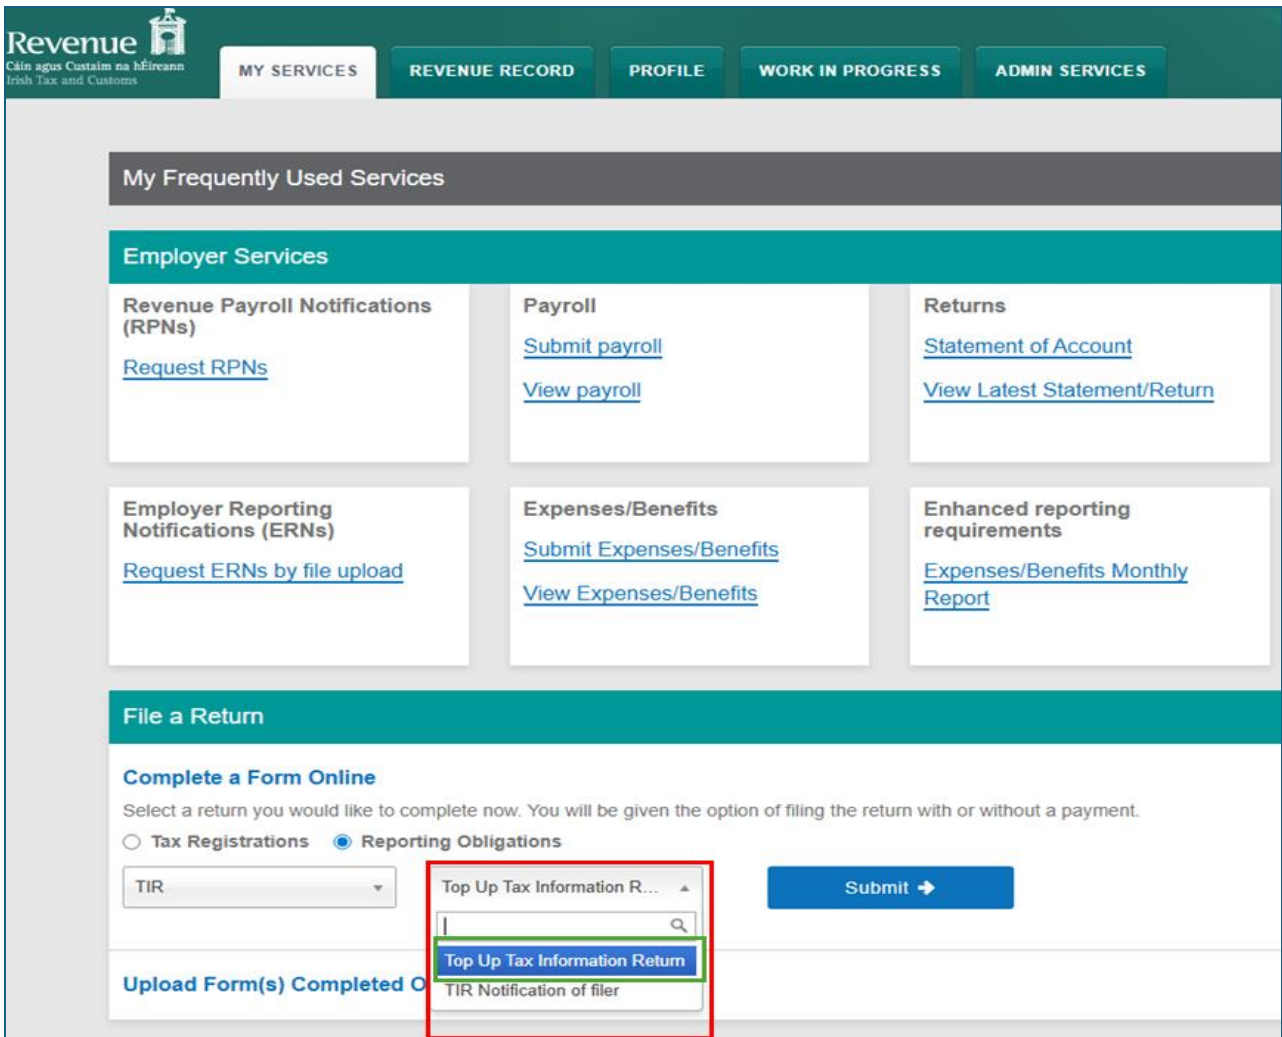 Revenue
Cáin agus Custaim na hÉireann
Irish Tax and Customs
MY SERVICES
REVENUE RECORD
PROFILE
WORK IN PROGRESS
ADMIN SERVICES
My Frequently Used Services
Employer Services
Revenue Payroll Notifications
(RPNs)
Request RPNs
Payroll
Submit payroll
View payroll
Returns
Statement of Account
View Latest Statement/Return
Employer Reporting
Notifications (ERNs)
Request ERNs by file upload
Expenses/Benefits
Submit Expenses/Benefits
View Expenses/Benefits
Enhanced reporting
requirements
Expenses/Benefits Monthly
Report
File a Return
Complete a Form Online
Select a return you would like to complete now. You will be given the option of filing the return with or without a payment.
Tax Registrations
Reporting Obligations
TIR
Top Up Tax Information R...
Submit
Top Up Tax Information Return
TIR Notification of filer
Upload Form(s) Completed O